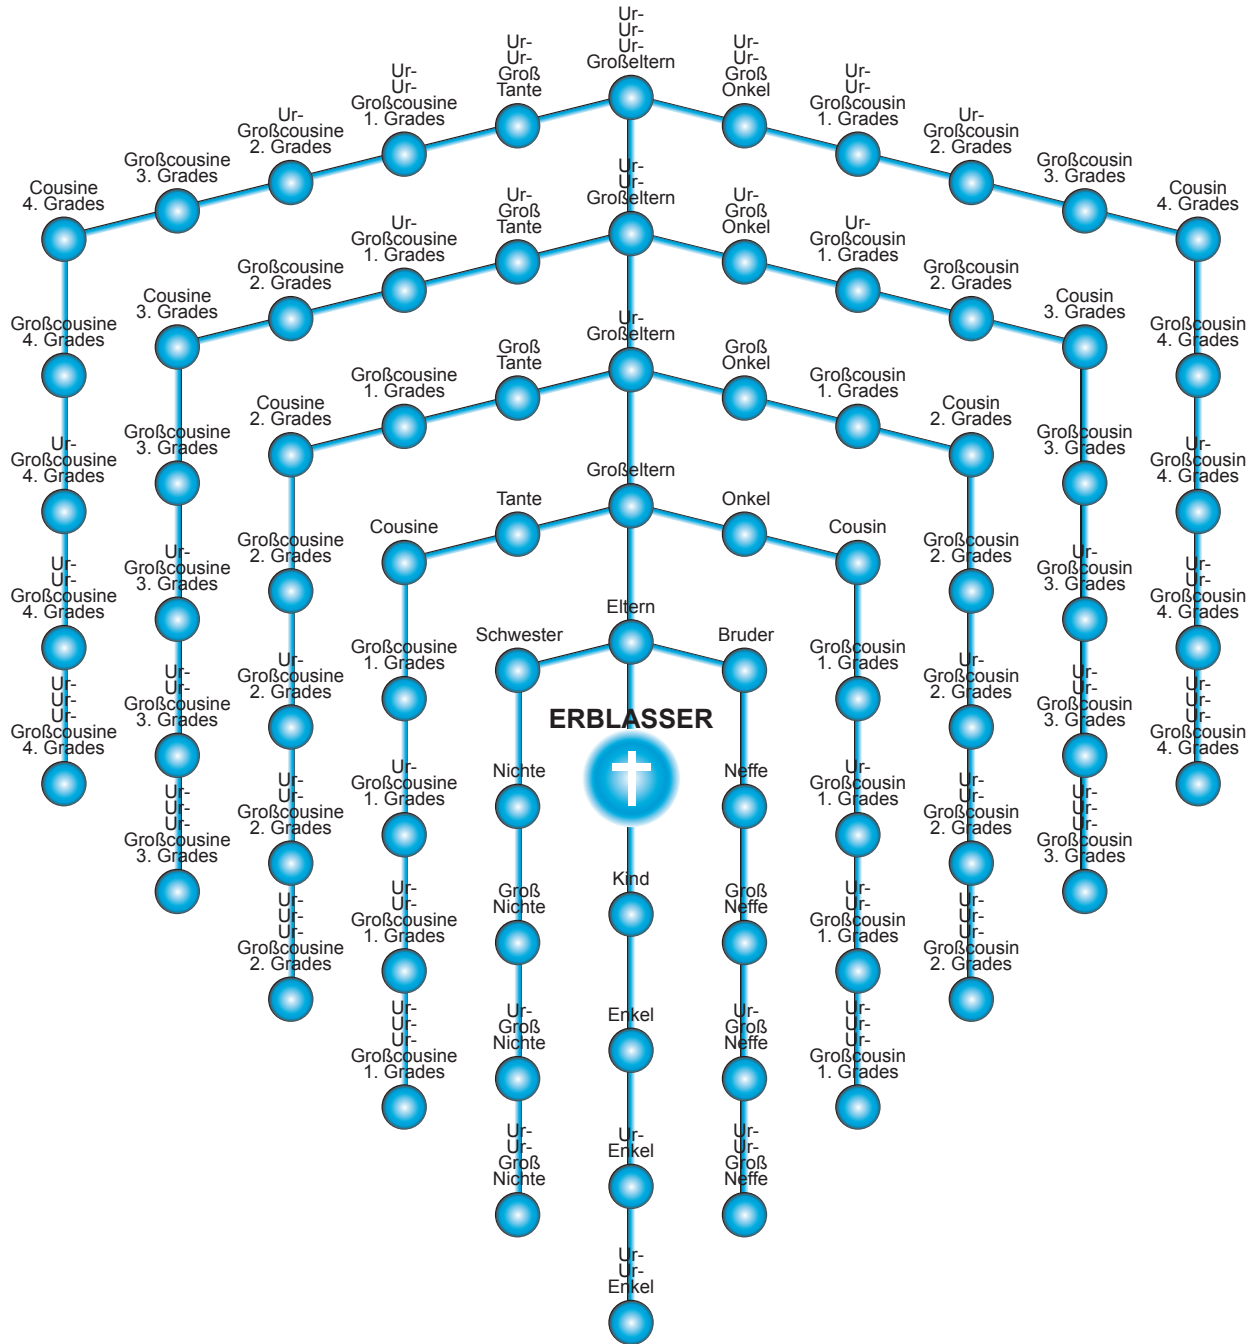 Ur-
Ur-
Ur-
Großeltern
Ur-
Ur-
Groß
Tante
Ur-
Ur-
Groß
Onkel
Ur-
Ur-
Großcousine
1. Grades
Ur-
Ur-
Großcousin
1. Grades
Ur-
Großcousine
2. Grades
Ur-
Großcousin
2. Grades
Großcousine
3. Grades
Großcousin
3. Grades
Cousine
4. Grades
Cousin
4. Grades
Ur-
Ur-
Großeltern
Ur-
Groß
Tante
Ur-
Groß
Onkel
Ur-
Großcousine
1. Grades
Ur-
Großcousin
1. Grades
Großcousine
2. Grades
Großcousin
2. Grades
Cousine
3. Grades
Cousin
3. Grades
Großcousine
4. Grades
Großcousin
4. Grades
Ur-
Großeltern
Groß
Tante
Groß
Onkel
Großcousine
1. Grades
Großcousin
1. Grades
Cousine
2. Grades
Cousin
2. Grades
Großcousine
3. Grades
Großcousin
3. Grades
Ur-
Großcousine
4. Grades
Ur-
Großcousin
4. Grades
Großeltern
Tante
Onkel
Cousine
Cousin
Großcousine
2. Grades
Großcousin
2. Grades
Ur-
Großcousine
3. Grades
Ur-
Großcousin
3. Grades
Ur-
Ur-
Großcousine
4. Grades
Ur-
Ur-
Großcousin
4. Grades
Eltern
Schwester
Bruder
Großcousine
1. Grades
Großcousin
1. Grades
Ur-
Großcousine
2. Grades
Ur-
Großcousin
2. Grades
Ur-
Ur-
Großcousine
3. Grades
Ur-
Ur-
Großcousin
3. Grades
Ur-
Ur-
Ur-
Großcousine
4. Grades
Ur-
Ur-
Ur-
Großcousin
4. Grades
ERBLASSER
Nichte
Neffe
Ur-
Großcousine
1. Grades
Ur-
Großcousin
1. Grades
Ur-
Ur-
Großcousine
2. Grades
Ur-
Ur-
Großcousin
2. Grades
Ur-
Ur-
Ur-
Großcousine
3. Grades
Ur-
Ur-
Ur-
Großcousin
3. Grades
Kind
Groß
Nichte
Groß
Neffe
Ur-
Ur-
Großcousine
1. Grades
Ur-
Ur-
Großcousin
1. Grades
Ur-
Ur-
Ur-
Großcousine
2. Grades
Ur-
Ur-
Ur-
Großcousin
2. Grades
Enkel
Ur-
Groß
Nichte
Ur-
Groß
Neffe
Ur-
Ur-
Ur-
Großcousine
1. Grades
Ur-
Ur-
Ur-
Großcousin
1. Grades
Ur-
Enkel
Ur-
Ur-
Groß
Nichte
Ur-
Ur-
Groß
Neffe
Ur-
Ur-
Enkel